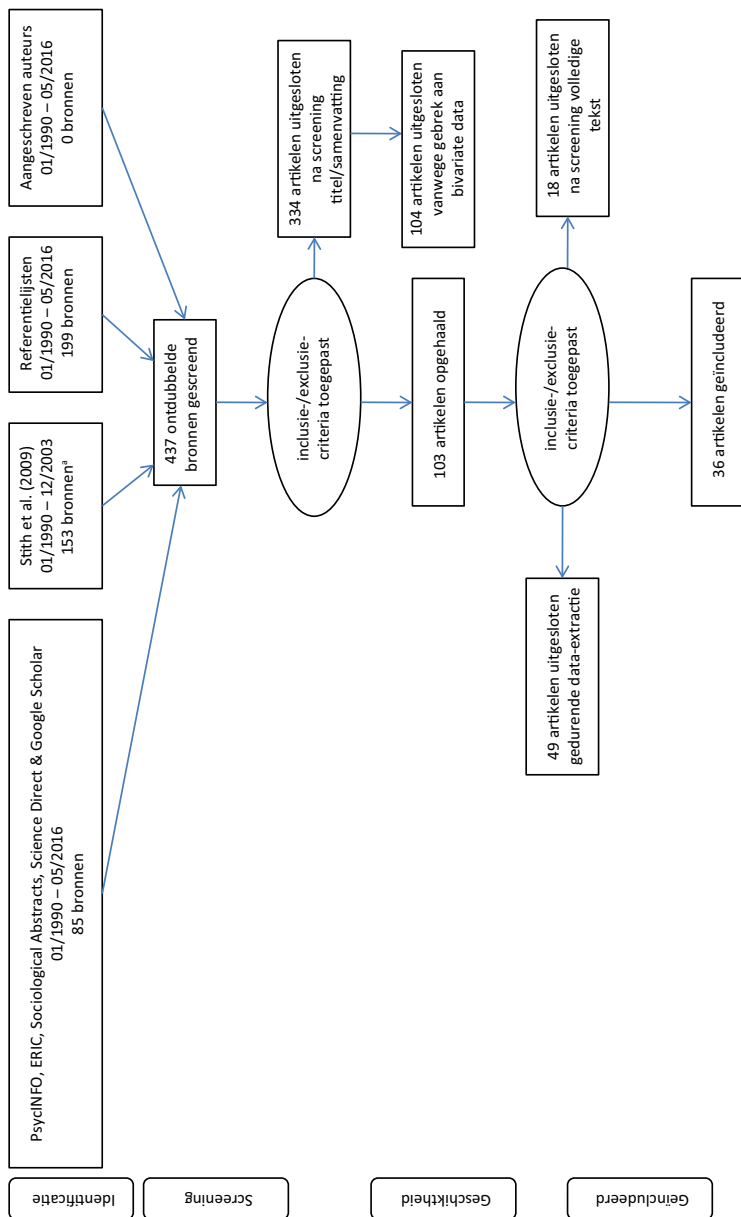 PsycINFO, ERIC, Sociological Abstracts, Science Direct & Google Scholar
01/1990 – 05/2016
85 bronnen
Stith et al. (2009)
01/1990 – 12/2003
153 bronnenᵃ
Referentielijsten
01/1990 – 05/2016
199 bronnen
Aangeschreven auteurs
01/1990 – 05/2016
0 bronnen
437 ontdubbelde
bronnen gescreend
inclusie-/exclusie-
criteria toegepast
334 artikelen uitgesloten
na screening
titel/samenvatting
104 artikelen uitgesloten
vanwege gebrek aan
bivariate data
103 artikelen opgehaald
inclusie-/exclusie-
criteria toegepast
18 artikelen uitgesloten
na screening volledige
tekst
49 artikelen uitgesloten
gedurende data-extractie
36 artikelen geïncludeerd
Identificatie
Screening
Geschiktheid
Geïncludeerd